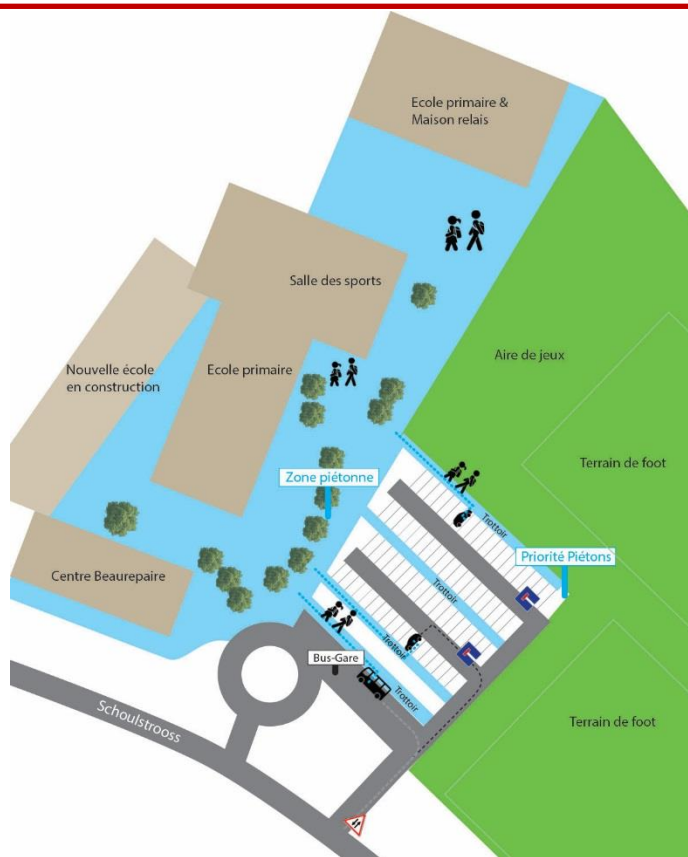 Ecole primaire &
Maison relais
Salle des sports
Nouvelle école
en construction
Ecole primaire
Aire de jeux
Terrain de foot
Zone piétonne
Trottoir
Priorité Piétons
Trottoir
Centre Beaurepaire
Trottoir
Bus-Gare
Trottoir
Terrain de foot
Schoulstrooss